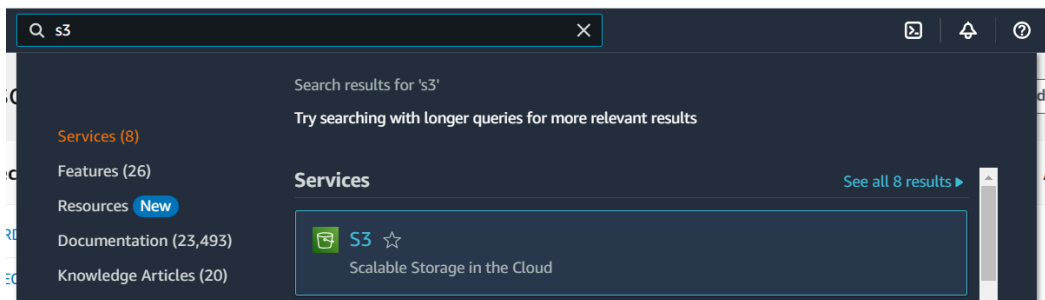 s3
Search results for 's3'
Try searching with longer queries for more relevant results
Services (8)
Features (26)
Resources New
Documentation (23,493)
Knowledge Articles (20)
Services
See all 8 results
S3
Scalable Storage in the Cloud